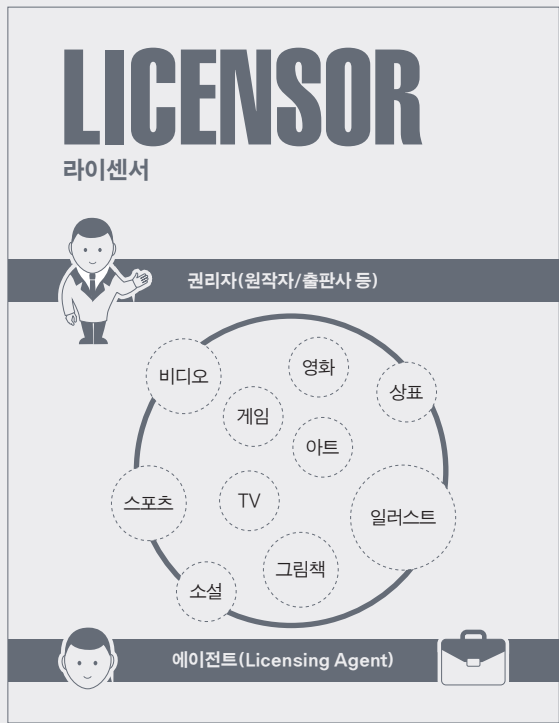 LICENSOR
라이센서
권리자(원작자/출판사 등)
비디오
영화
상표
게임
아트
스포츠
TV
일러스트
그림책
소설
에이전트(Licensing Agent)